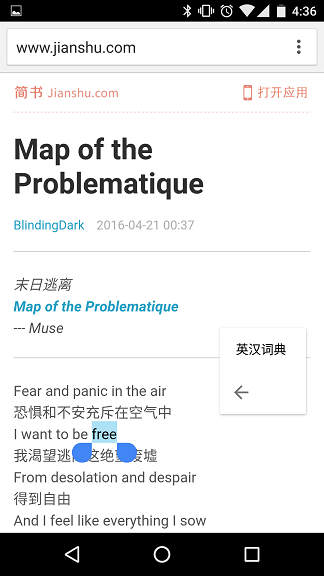 4:36
www.jianshu.com
简书 Jianshu.com
打开应用
Map of the
Problematique
BlindingDark 2016-04-21 00:37
末日逃离
Map of the Problematique
--- Muse
英汉词典
Fear and panic in the air
恐惧和不安充斥在空气中
I want to be free
我渴望逃 这绝 废墟
From desolation and despair
得到自由
And I feel like everything I sow